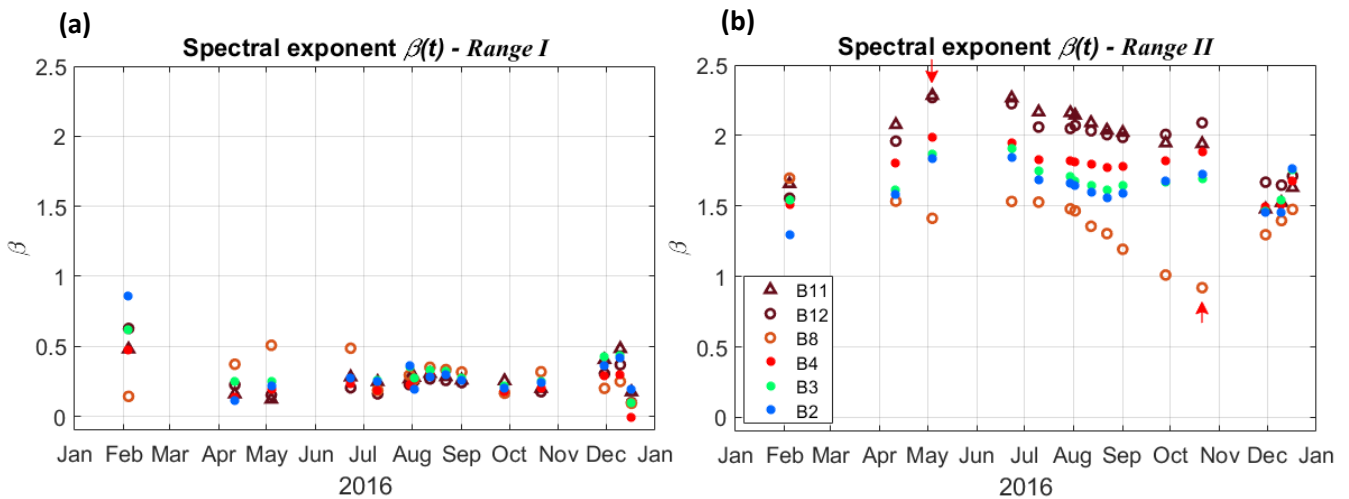 (a)
Spectral exponent β(t) - Range I
2.5
2
1.5
1
0.5
0
β
Jan Feb Mar Apr May Jun Jul Aug Sep Oct Nov Dec Jan
2016
(b)
Spectral exponent β(t) - Range II
2.5
2
1.5
1
0.5
0
β
B11
B12
B8
B4
B3
B2
Jan Feb Mar Apr May Jun Jul Aug Sep Oct Nov Dec Jan
2016